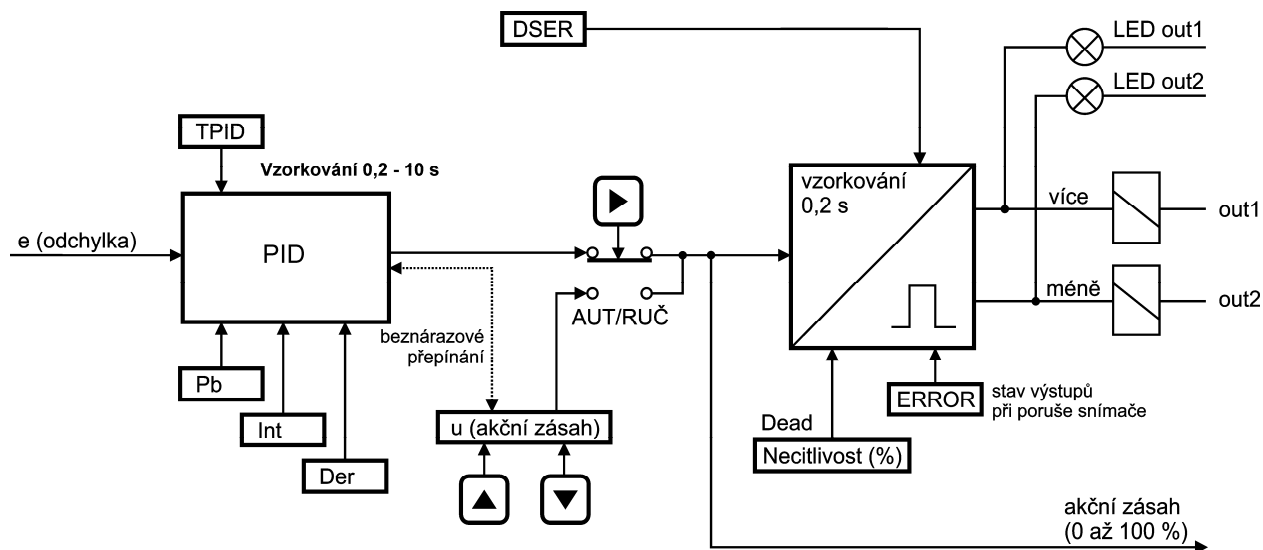 DSER
LED out1
LED out2
TPID
Vzorkování 0,2 - 10 s
vzorkování
0,2 s
více
out1
e (odchylka)
PID
AUT/RUČ
méně
out2
beznárazové
přepínání
Pb
Int
Der
u (akční zásah)
Dead
Necitlivost (%)
ERROR
stav výstupů
při poruše snímače
akční zásah
(0 až 100 %)